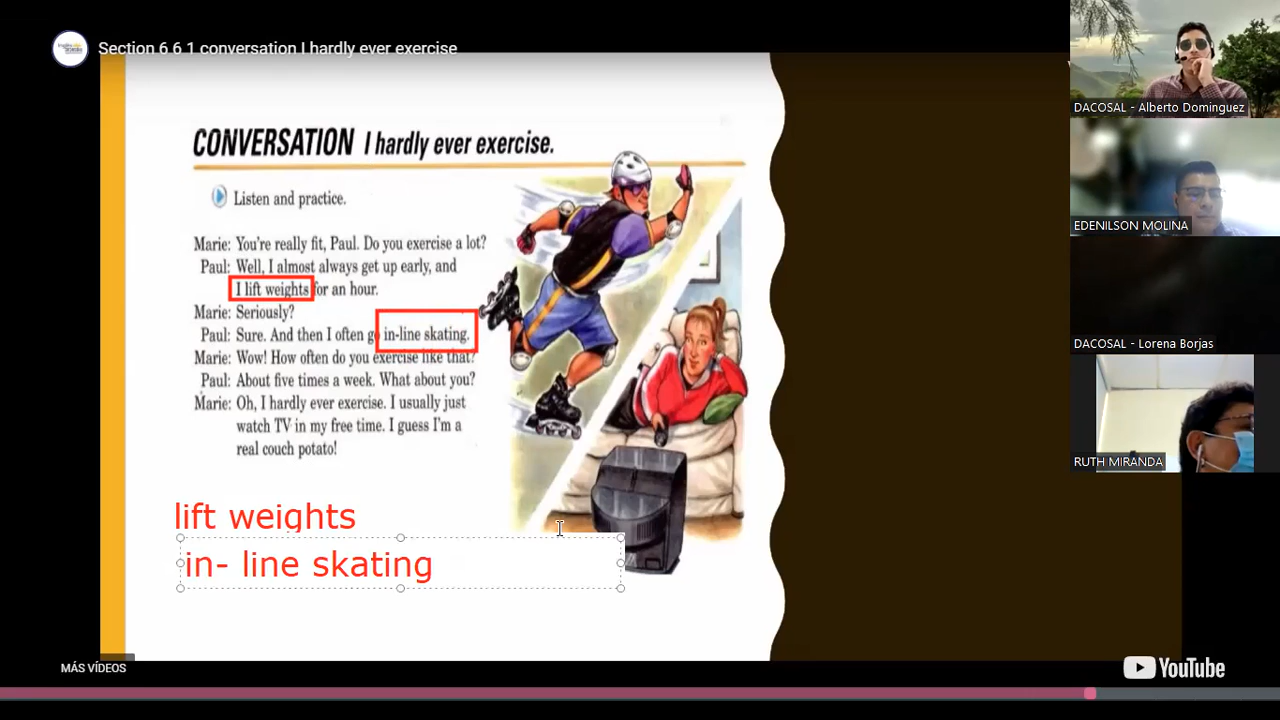 Section 6 6 1 conversation I hardly ever exercise
CONVERSATION I hardly ever exercise.
Listen and practice.
Marie: You're really fit, Paul. Do you exercise a lot?
Paul: Well, I almost always get up early, and
I lift weights for an hour.
Marie: Seriously?
Paul: Sure. And then I often go in-line skating.
Marie: Wow! How often do you exercise like that?
Paul: About five times a week. What about you?
Marie: Oh, I hardly ever exercise. I usually just
watch TV in my free time. I guess I'm a
real couch potato!
lift weights
in- line skating
MÁS VÍDEOS
YouTube
DACOSAL - Alberto Dominguez
EDENILSON MOLINA
DACOSAL - Lorena Borjas
RUTH MIRANDA